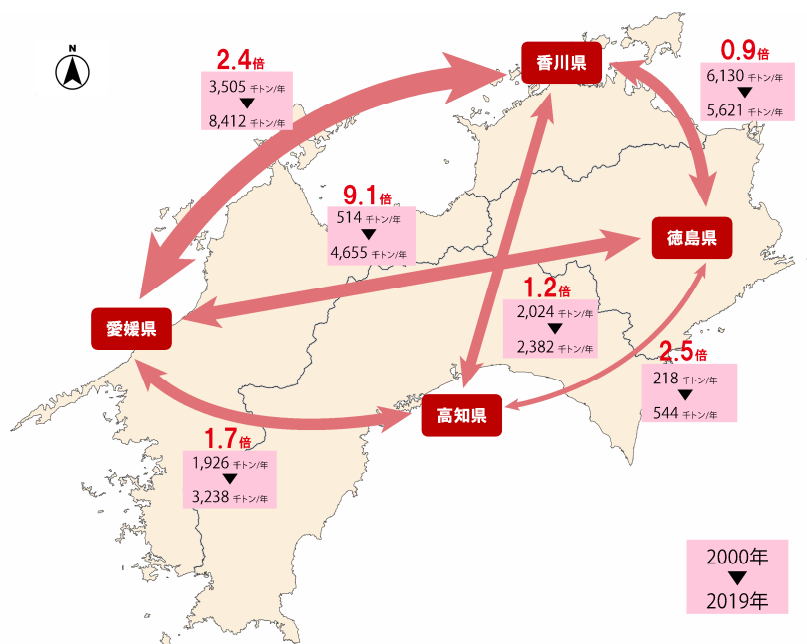 N
2.4倍
3,505 千トン/年
▼
8,412 千トン/年
香川県
0.9倍
6,130 千トン/年
▼
5,621 千トン/年
9.1倍
514 千トン/年
▼
4,655 千トン/年
徳島県
愛媛県
1.2倍
2,024 千トン/年
▼
2,382 千トン/年
2.5倍
218 千トン/年
▼
544 千トン/年
高知県
1.7倍
1,926 千トン/年
▼
3,238 千トン/年
2000年
▼
2019年